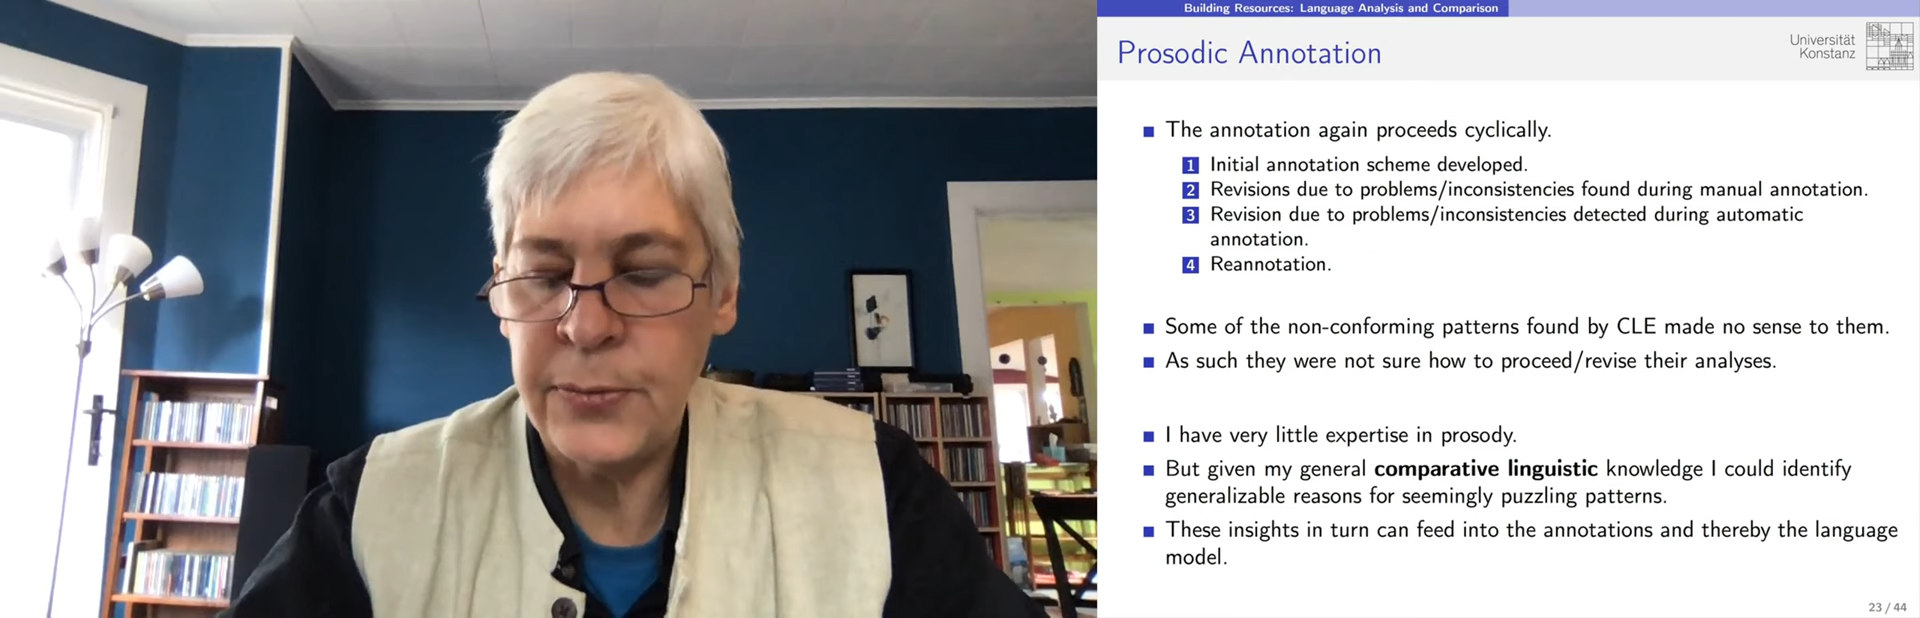 Building Resources: Language Analysis and Comparison
Prosodic Annotation
Universität
Konstanz
The annotation again proceeds cyclically.
1 Initial annotation scheme developed.
2 Revisions due to problems/inconsistencies found during manual annotation.
3 Revision due to problems/inconsistencies detected during automatic
annotation.
4 Reannotation.
Some of the non-conforming patterns found by CLE made no sense to them.
As such they were not sure how to proceed/revise their analyses.
I have very little expertise in prosody.
But given my general comparative linguistic knowledge I could identify
generalizable reasons for seemingly puzzling patterns.
These insights in turn can feed into the annotations and thereby the language
model.
23 / 44